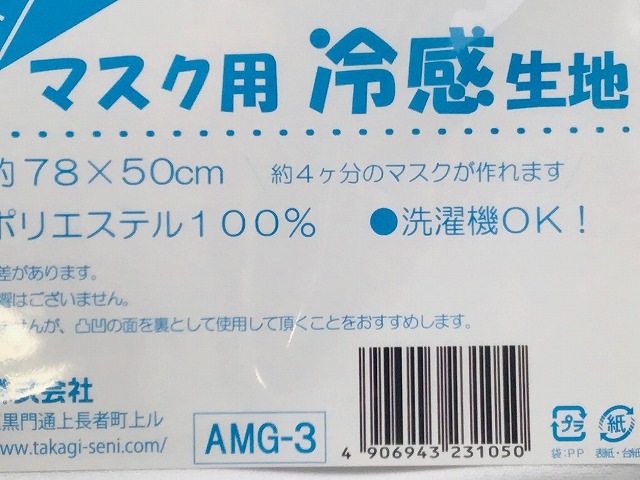 マスク用 冷感生地
約78×50cm 約4ヶ分のマスクが作れます
ポリエステル100% ●洗濯機OK！
差があります。
響はございません。
ませんが、凸凹の面を裏として使用して頂くことをおすすめします。
株式会社
黒門通上長者町上ル
www.takagi-seni.com/
AMG-3
4 906943 231050
プラ 紙
袋:PP 表紙・台紙